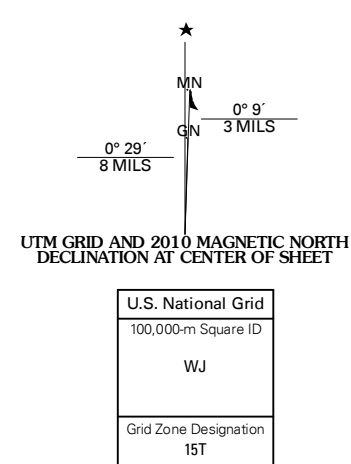 ★
MN
0° 9´
3 MILS
GN
0° 29´
8 MILS
UTM GRID AND 2010 MAGNETIC NORTH
DECLINATION AT CENTER OF SHEET
U.S. National Grid
100,000-m Square ID
WJ
Grid Zone Designation
15T